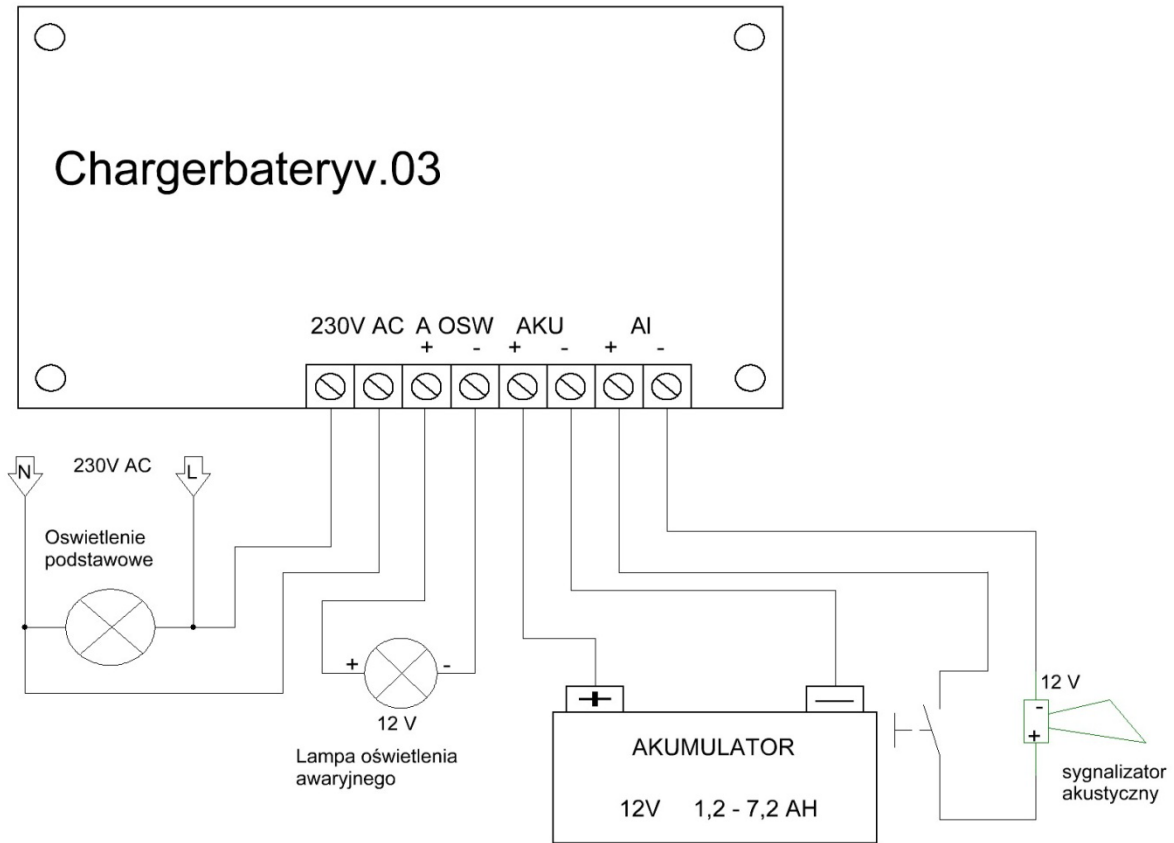 Chargerbateryv.03
230V AC A OSW AKU AI
+ - + - + -
N 230V AC L
Oswietlenie
podstawowe
+ -
12 V
Lampa oświetlenia
awaryjnego
+ —
AKUMULATOR
12V 1,2 - 7,2 AH
12 V
-
+
sygnalizator
akustyczny